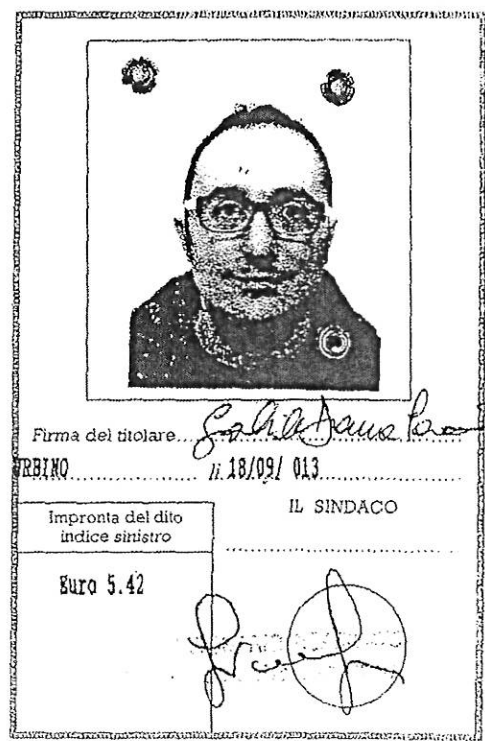 Firma del titolare
URBINO li 18/09/ 013
IL SINDACO
Impronta del dito
indice sinistro
Euro 5.42